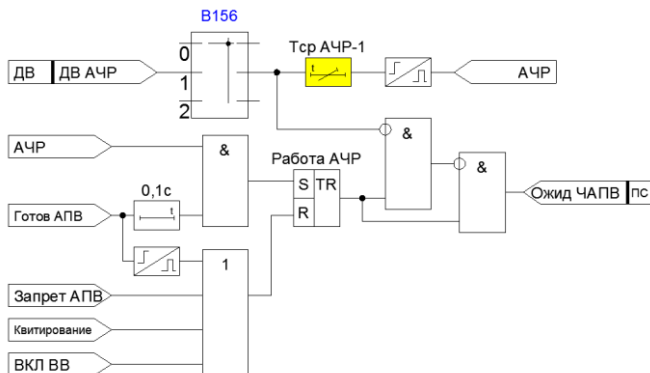 B156
0
1
2
ДВ ДВ АЧР
Тср АЧР-1
t
АЧР
АЧР
&
&
&
Работа АЧР
0,1с
t
S TR
R
Готов АПВ
Ожид ЧАПВ ПС
1
Запрет АПВ
Квитирование
ВКЛ ВВ